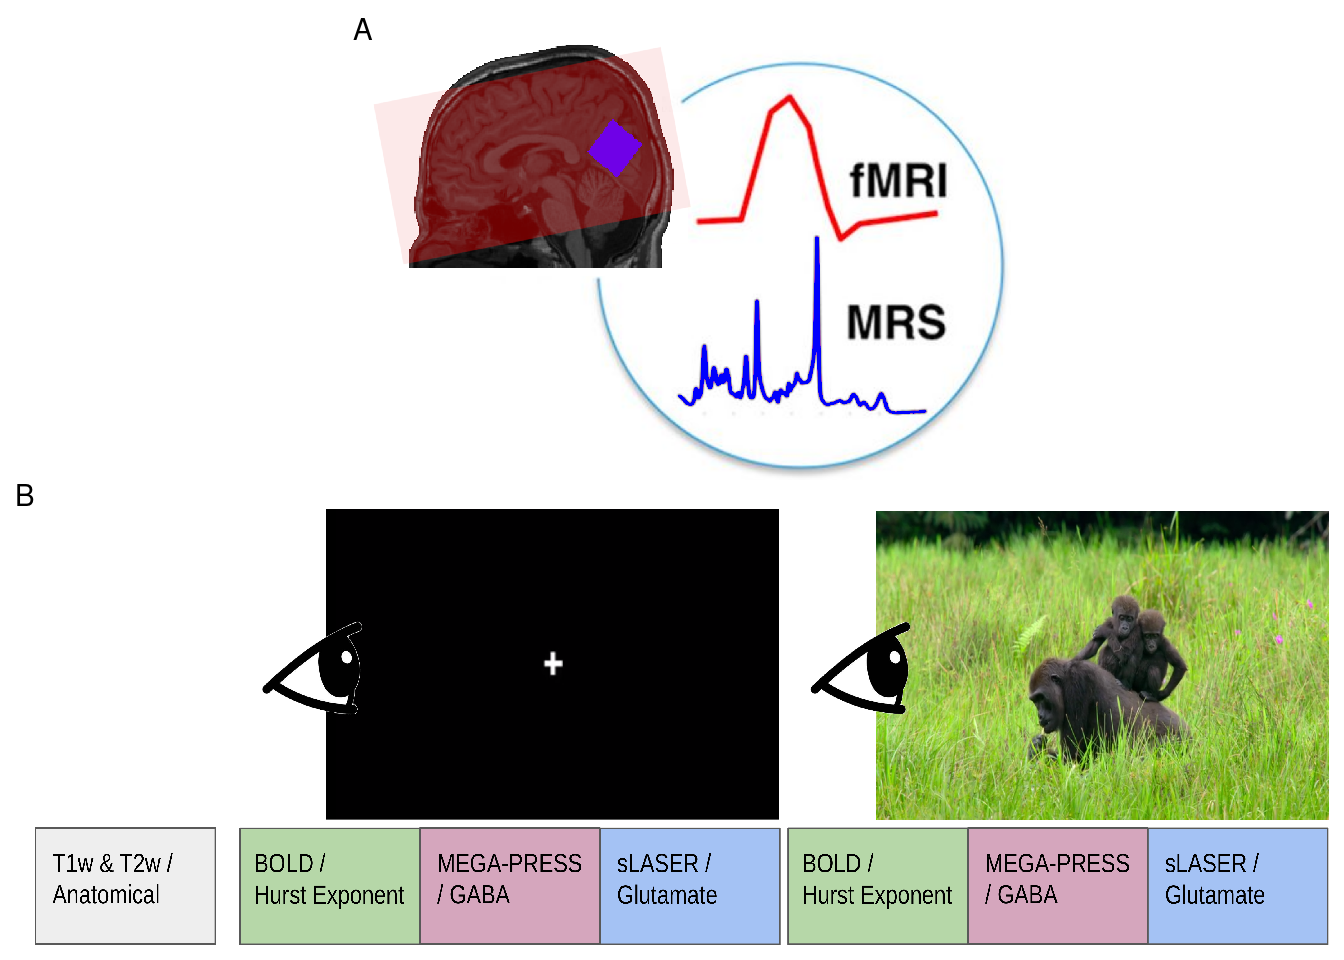 A
fMRI
MRS
B
T1w & T2w /
Anatomical
BOLD /
Hurst Exponent
MEGA-PRESS
/ GABA
sLASER /
Glutamate
BOLD /
Hurst Exponent
MEGA-PRESS
/ GABA
sLASER /
Glutamate